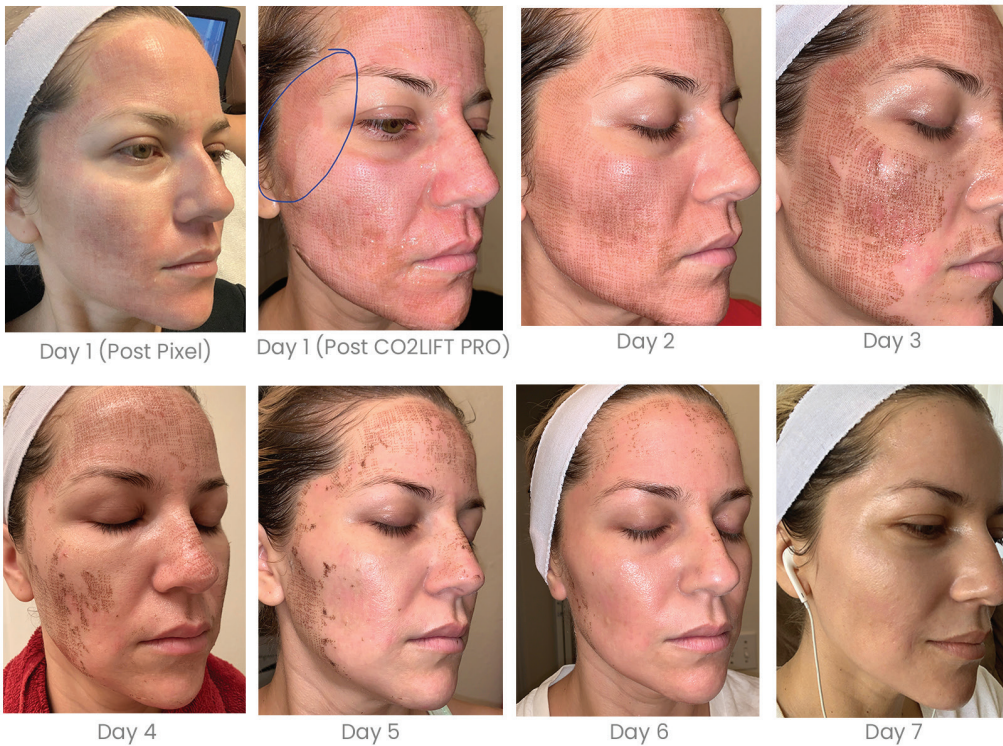 Day 1 (Post Pixel)
Day 1 (Post CO2LIFT PRO)
Day 2
Day 3
Day 4
Day 5
Day 6
Day 7